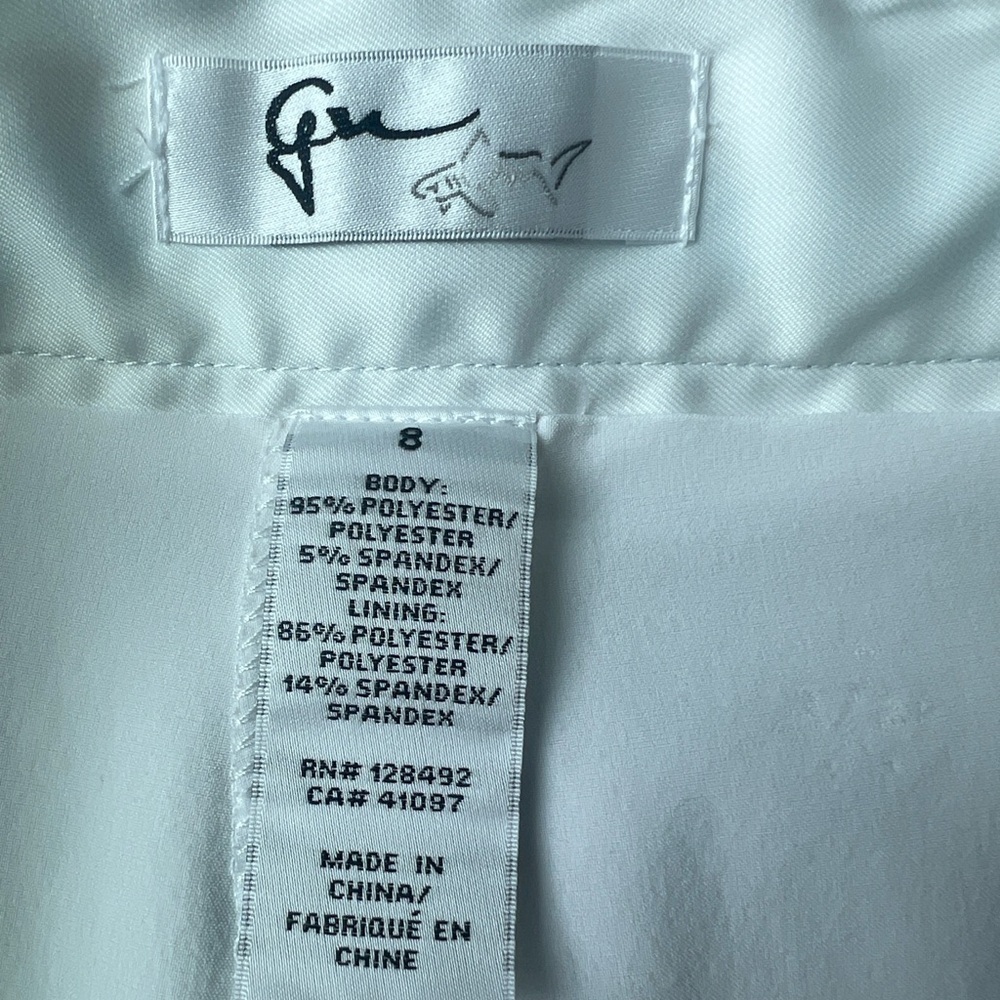 8
BODY:
95% POLYESTER/
POLYESTER
5% SPANDEX/
SPANDEX
LINING:
86% POLYESTER/
POLYESTER
14% SPANDEX/
SPANDEX
RN# 128492
CA# 41097
MADE IN
CHINA/
FABRIQUÉ EN
CHINE